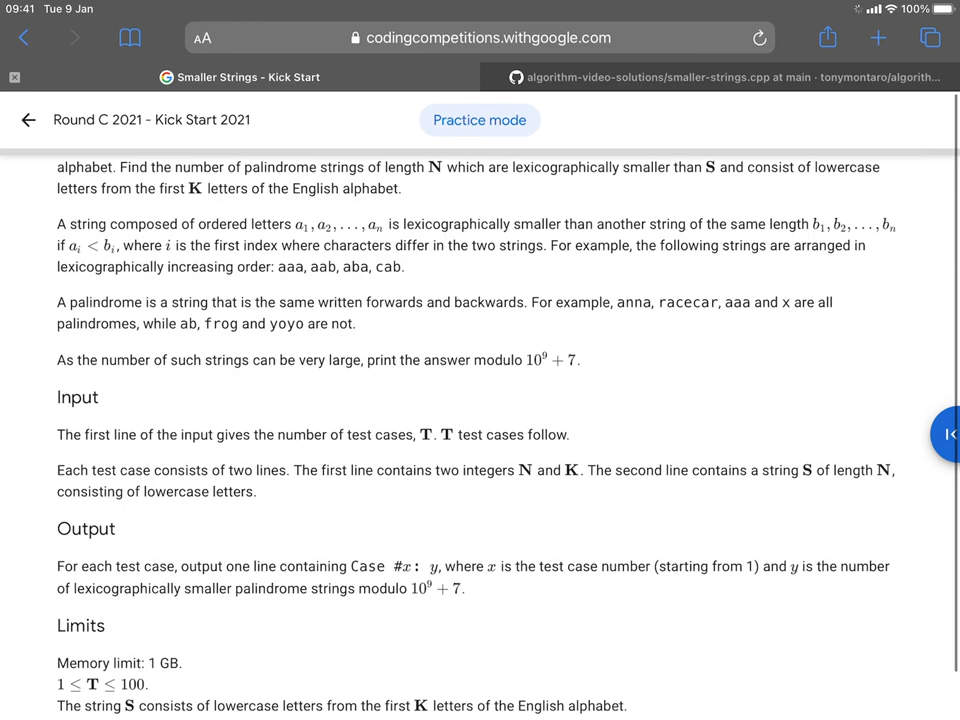 09:41 Tue 9 Jan
100%
AA
codingcompetitions.withgoogle.com
Smaller Strings - Kick Start
algorithm-video-solutions/smaller-strings.cpp at main · tonymontaro/algorith...
Round C 2021 - Kick Start 2021
Practice mode
alphabet. Find the number of palindrome strings of length N which are lexicographically smaller than S and consist of lowercase
letters from the first K letters of the English alphabet.
A string composed of ordered letters a₁, a₂, . . . , aₙ is lexicographically smaller than another string of the same length b₁, b₂, . . . , bₙ
if aᵢ < bᵢ, where i is the first index where characters differ in the two strings. For example, the following strings are arranged in
lexicographically increasing order: aaa, aab, aba, cab.
A palindrome is a string that is the same written forwards and backwards. For example, anna, racecar, aaa and x are all
palindromes, while ab, frog and yoyo are not.
As the number of such strings can be very large, print the answer modulo 10⁹ + 7.
Input
The first line of the input gives the number of test cases, T. T test cases follow.
Each test case consists of two lines. The first line contains two integers N and K. The second line contains a string S of length N,
consisting of lowercase letters.
Output
For each test case, output one line containing Case #x: y, where x is the test case number (starting from 1) and y is the number
of lexicographically smaller palindrome strings modulo 10⁹ + 7.
Limits
Memory limit: 1 GB.
1 ≤ T ≤ 100.
The string S consists of lowercase letters from the first K letters of the English alphabet.